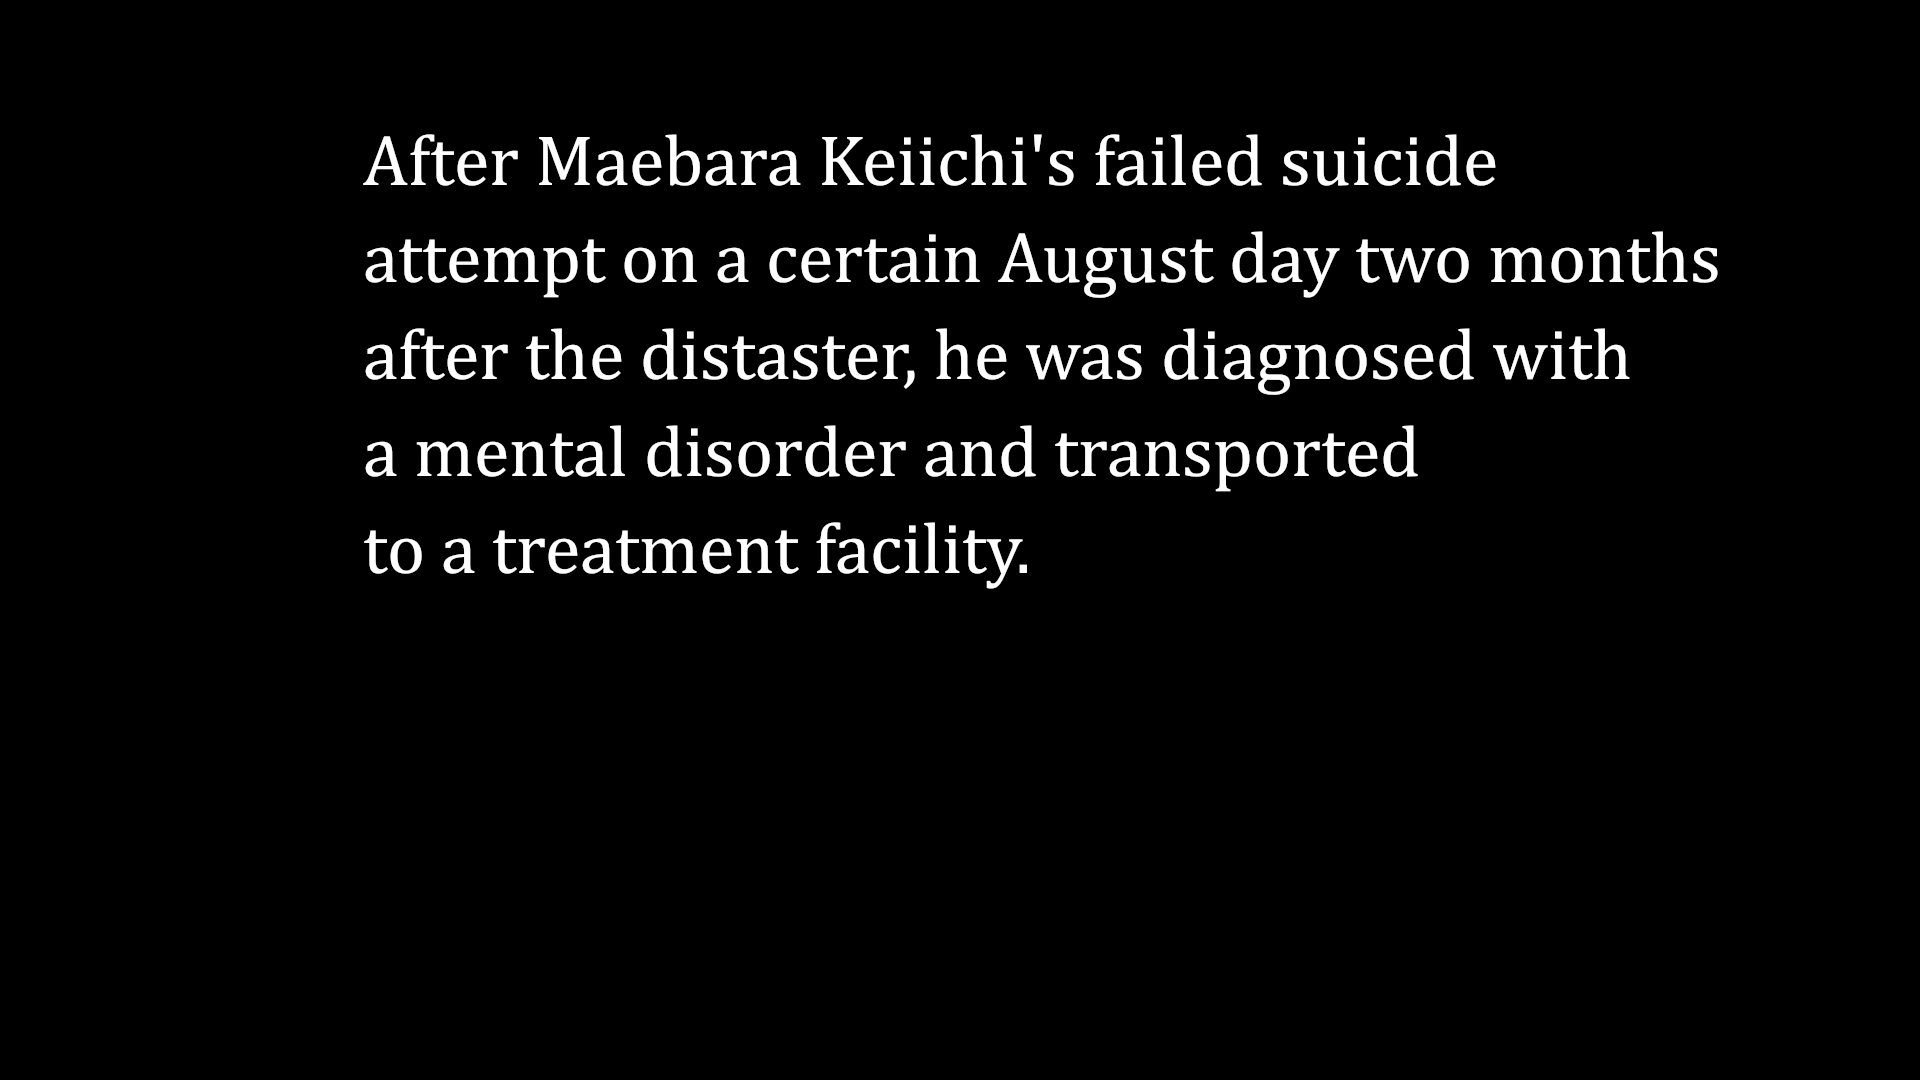 After Maebara Keiichi's failed suicide
attempt on a certain August day two months
after the distaster, he was diagnosed with
a mental disorder and transported
to a treatment facility.